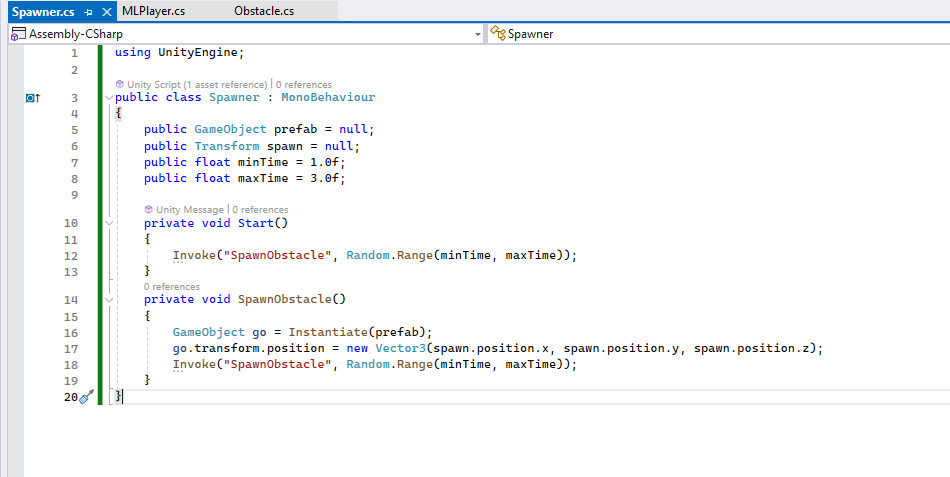 Spawner.cs MLPlayer.cs Obstacle.cs
Assembly-CSharp Spawner
1 using UnityEngine;
2
Unity Script (1 asset reference) | 0 references
3 public class Spawner : MonoBehaviour
4 {
5 public GameObject prefab = null;
6 public Transform spawn = null;
7 public float minTime = 1.0f;
8 public float maxTime = 3.0f;
9
Unity Message | 0 references
10 private void Start()
11 {
12 Invoke("SpawnObstacle", Random.Range(minTime, maxTime));
13 }
0 references
14 private void SpawnObstacle()
15 {
16 GameObject go = Instantiate(prefab);
17 go.transform.position = new Vector3(spawn.position.x, spawn.position.y, spawn.position.z);
18 Invoke("SpawnObstacle", Random.Range(minTime, maxTime));
19 }
20 }